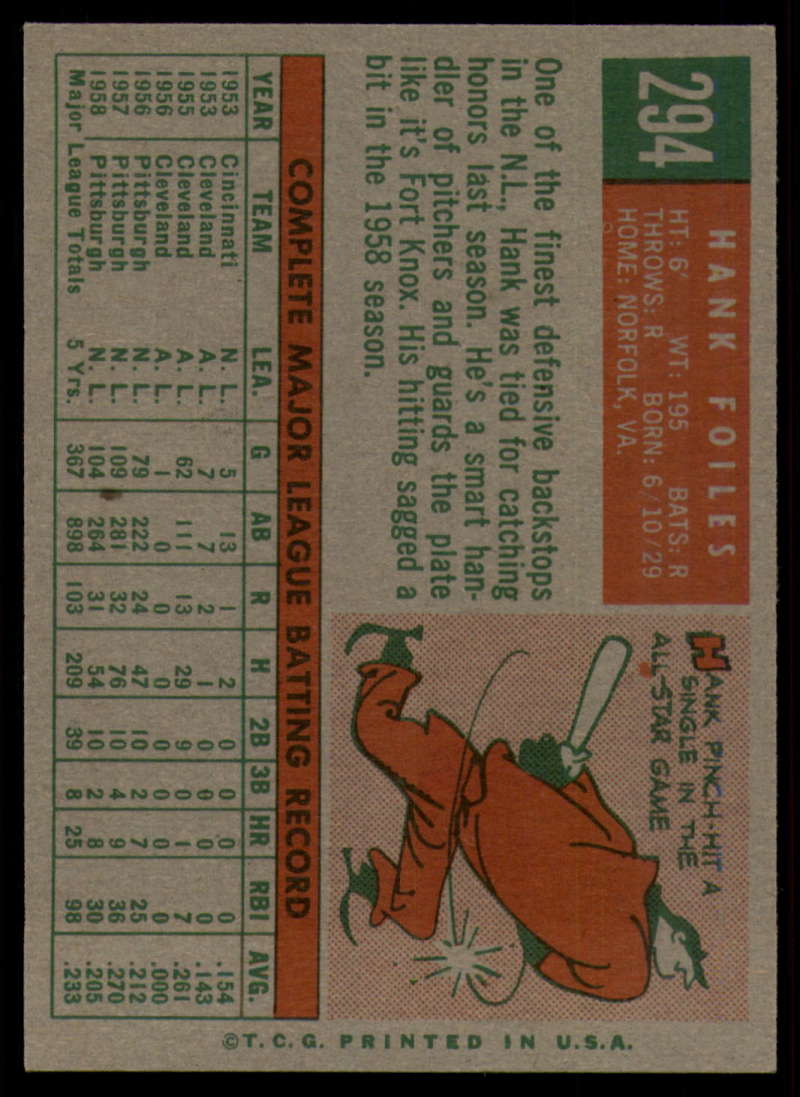 294
HANK FOILES
HT: 6' WT: 195 BATS: R
THROWS: R BORN: 6/10/29
HOME: NORFOLK, VA.
One of the finest defensive backstops
in the N.L., Hank was tied for catching
honors last season. He's a smart han-
dler of pitchers and guards the plate
like it's Fort Knox. His hitting sagged a
bit in the 1958 season.
HANK PINCH-HIT A
SINGLE IN THE
ALL-STAR GAME
COMPLETE MAJOR LEAGUE BATTING RECORD
YEAR TEAM LEA. G AB R H 2B 3B HR RBI AVG.
1953 Cincinnati N. L. 5 13 1 2 0 0 0 0 .154
1953 Cleveland A. L. 7 7 2 1 0 0 0 0 .143
1955 Cleveland A. L. 62 111 13 29 9 0 1 7 .261
1956 Cleveland A. L. 1 0 0 0 0 0 0 0 .000
1956 Pittsburgh N. L. 79 222 24 47 10 2 7 25 .212
1957 Pittsburgh N. L. 109 281 32 76 10 4 9 36 .270
1958 Pittsburgh N. L. 104 264 31 54 10 2 8 30 .205
Major League Totals 5 Yrs. 367 898 103 209 39 8 25 98 .233
©T.C.G. PRINTED IN U.S.A.